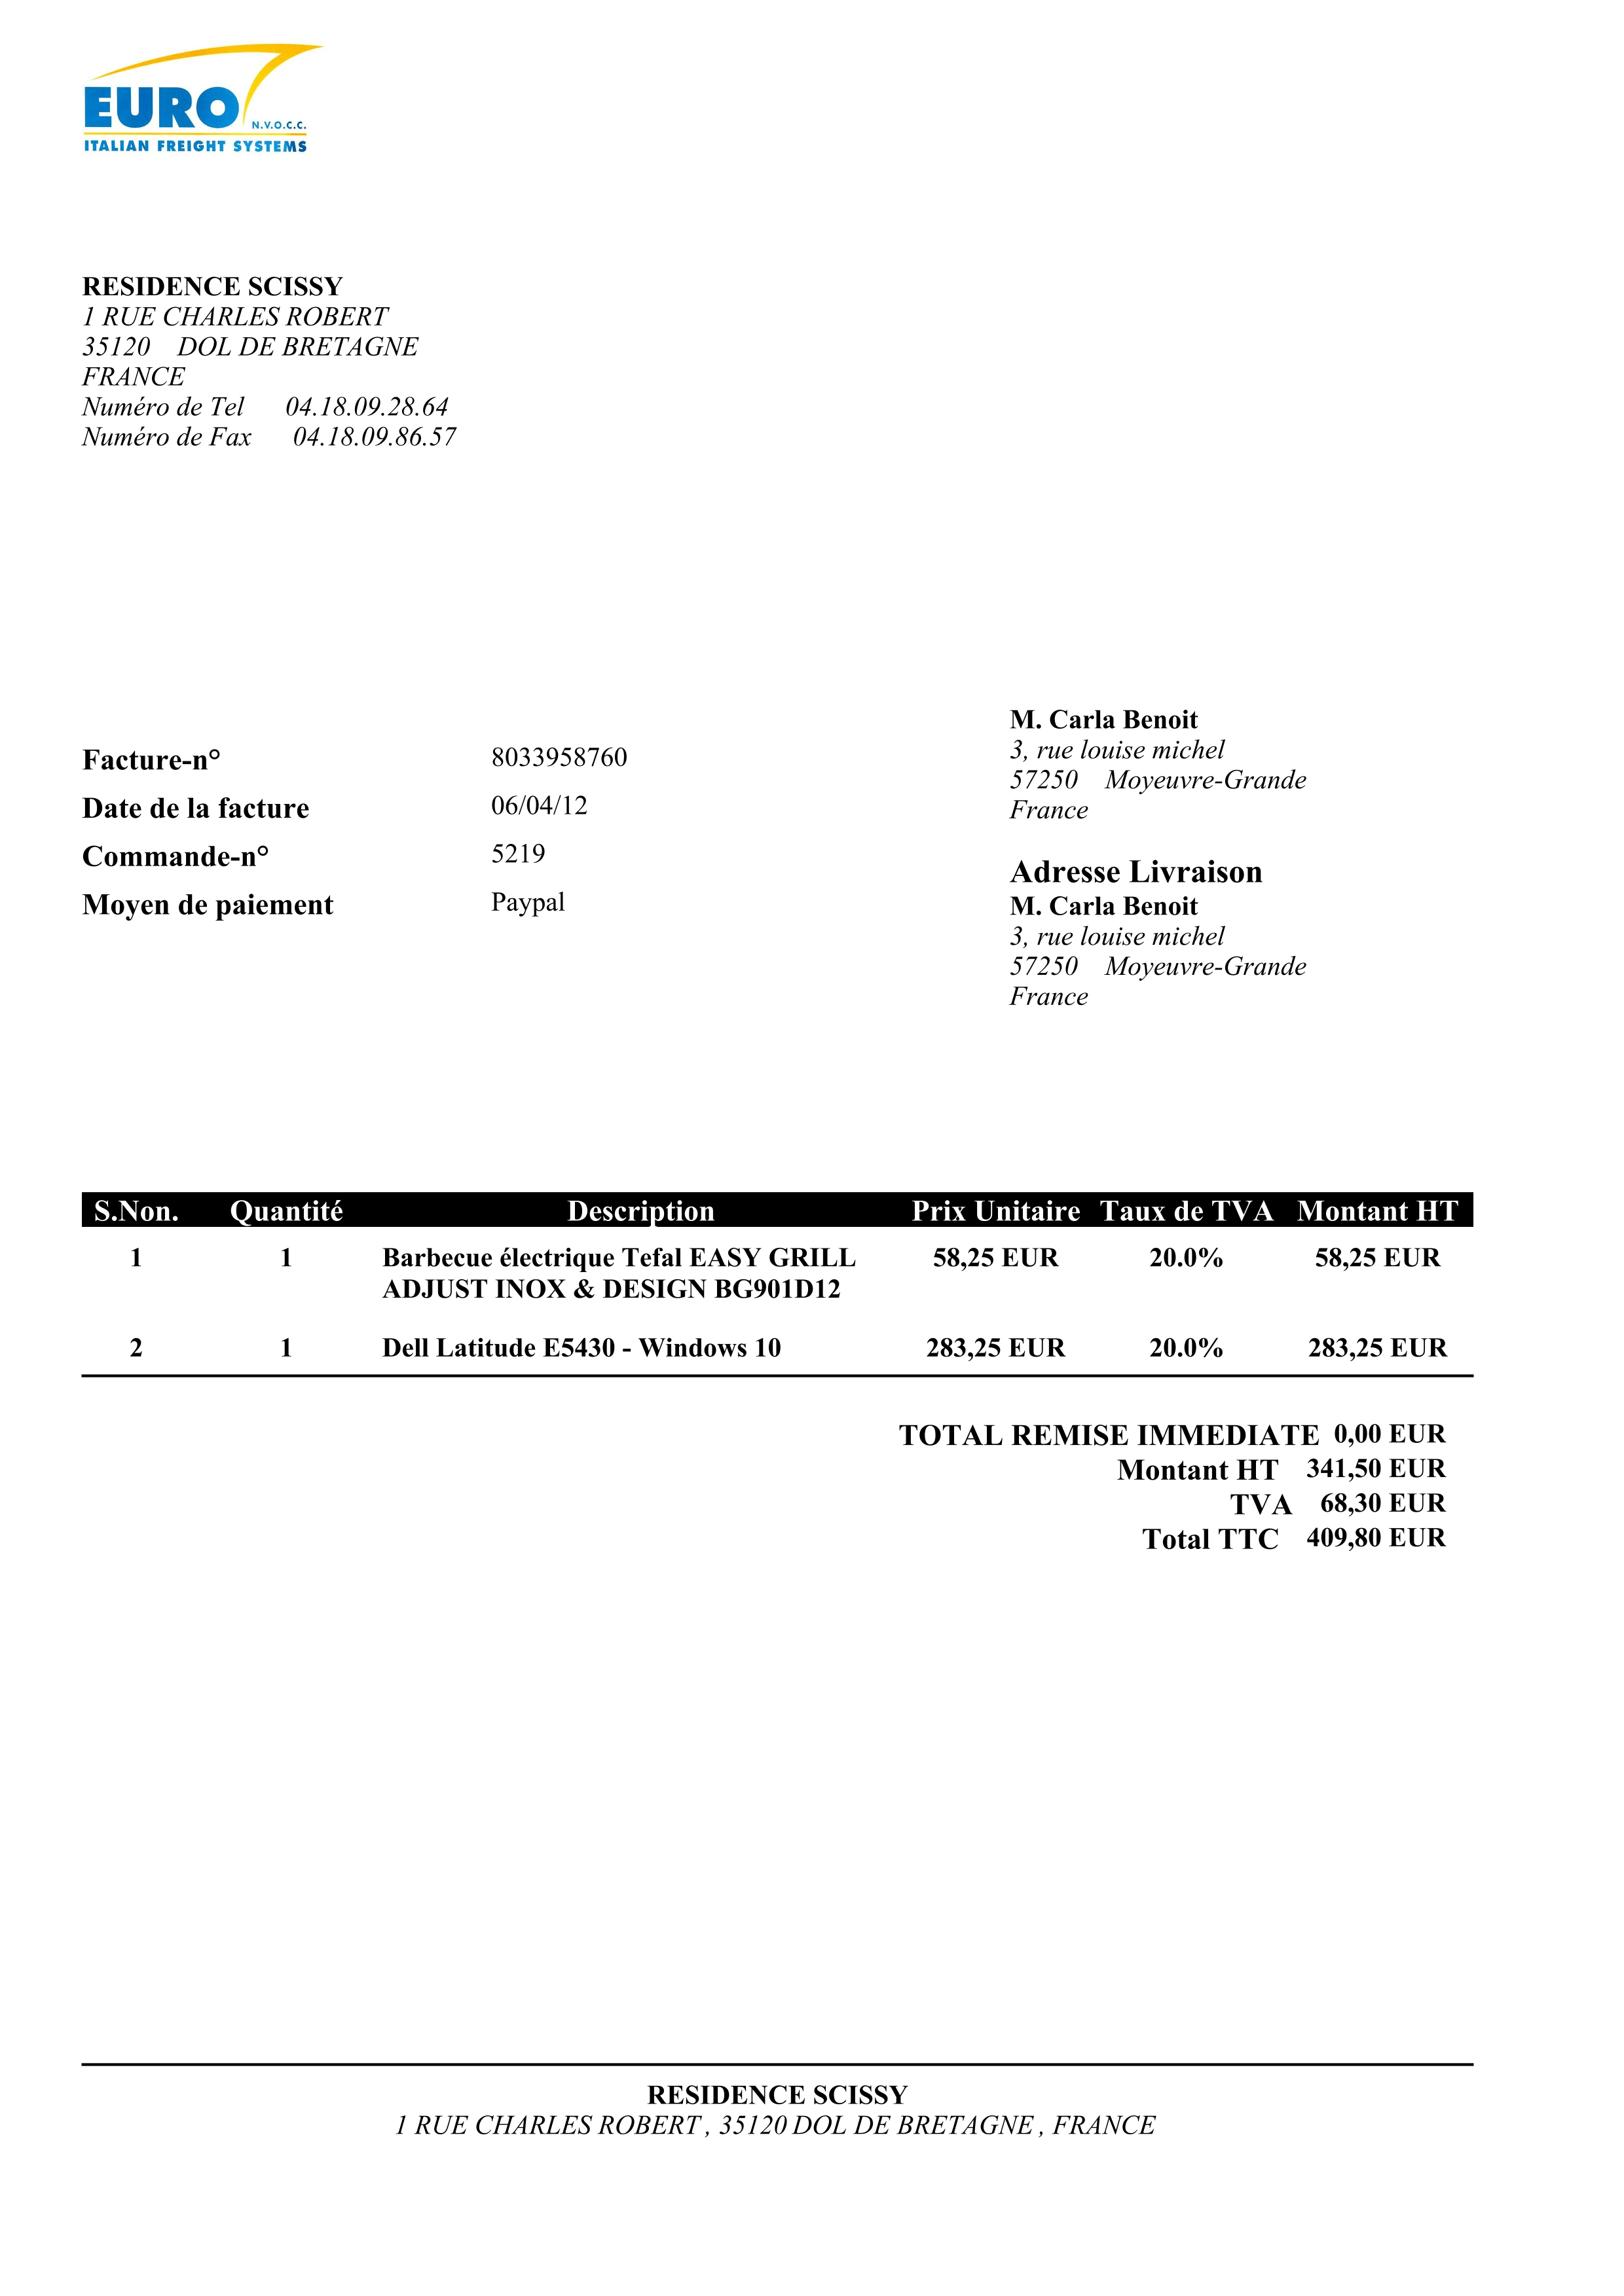 EURO
N.V.O.C.C.
ITALIAN FREIGHT SYSTEMS
RESIDENCE SCISSY
1 RUE CHARLES ROBERT
35120 DOL DE BRETAGNE
FRANCE
Numéro de Tel 04.18.09.28.64
Numéro de Fax 04.18.09.86.57
Facture-n° 8033958760
Date de la facture 06/04/12
Commande-n° 5219
Moyen de paiement Paypal
M. Carla Benoit
3, rue louise michel
57250 Moyeuvre-Grande
France
Adresse Livraison
M. Carla Benoit
3, rue louise michel
57250 Moyeuvre-Grande
France
S.Non. Quantité Description Prix Unitaire Taux de TVA Montant HT
1 1 Barbecue électrique Tefal EASY GRILL 58,25 EUR 20.0% 58,25 EUR
ADJUST INOX & DESIGN BG901D12
2 1 Dell Latitude E5430 - Windows 10 283,25 EUR 20.0% 283,25 EUR
TOTAL REMISE IMMEDIATE 0,00 EUR
Montant HT 341,50 EUR
TVA 68,30 EUR
Total TTC 409,80 EUR
RESIDENCE SCISSY
1 RUE CHARLES ROBERT , 35120 DOL DE BRETAGNE , FRANCE